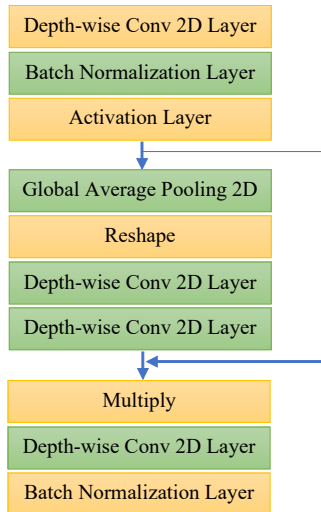 Depth-wise Conv 2D Layer
Batch Normalization Layer
Activation Layer
Global Average Pooling 2D
Reshape
Depth-wise Conv 2D Layer
Depth-wise Conv 2D Layer
Multiply
Depth-wise Conv 2D Layer
Batch Normalization Layer